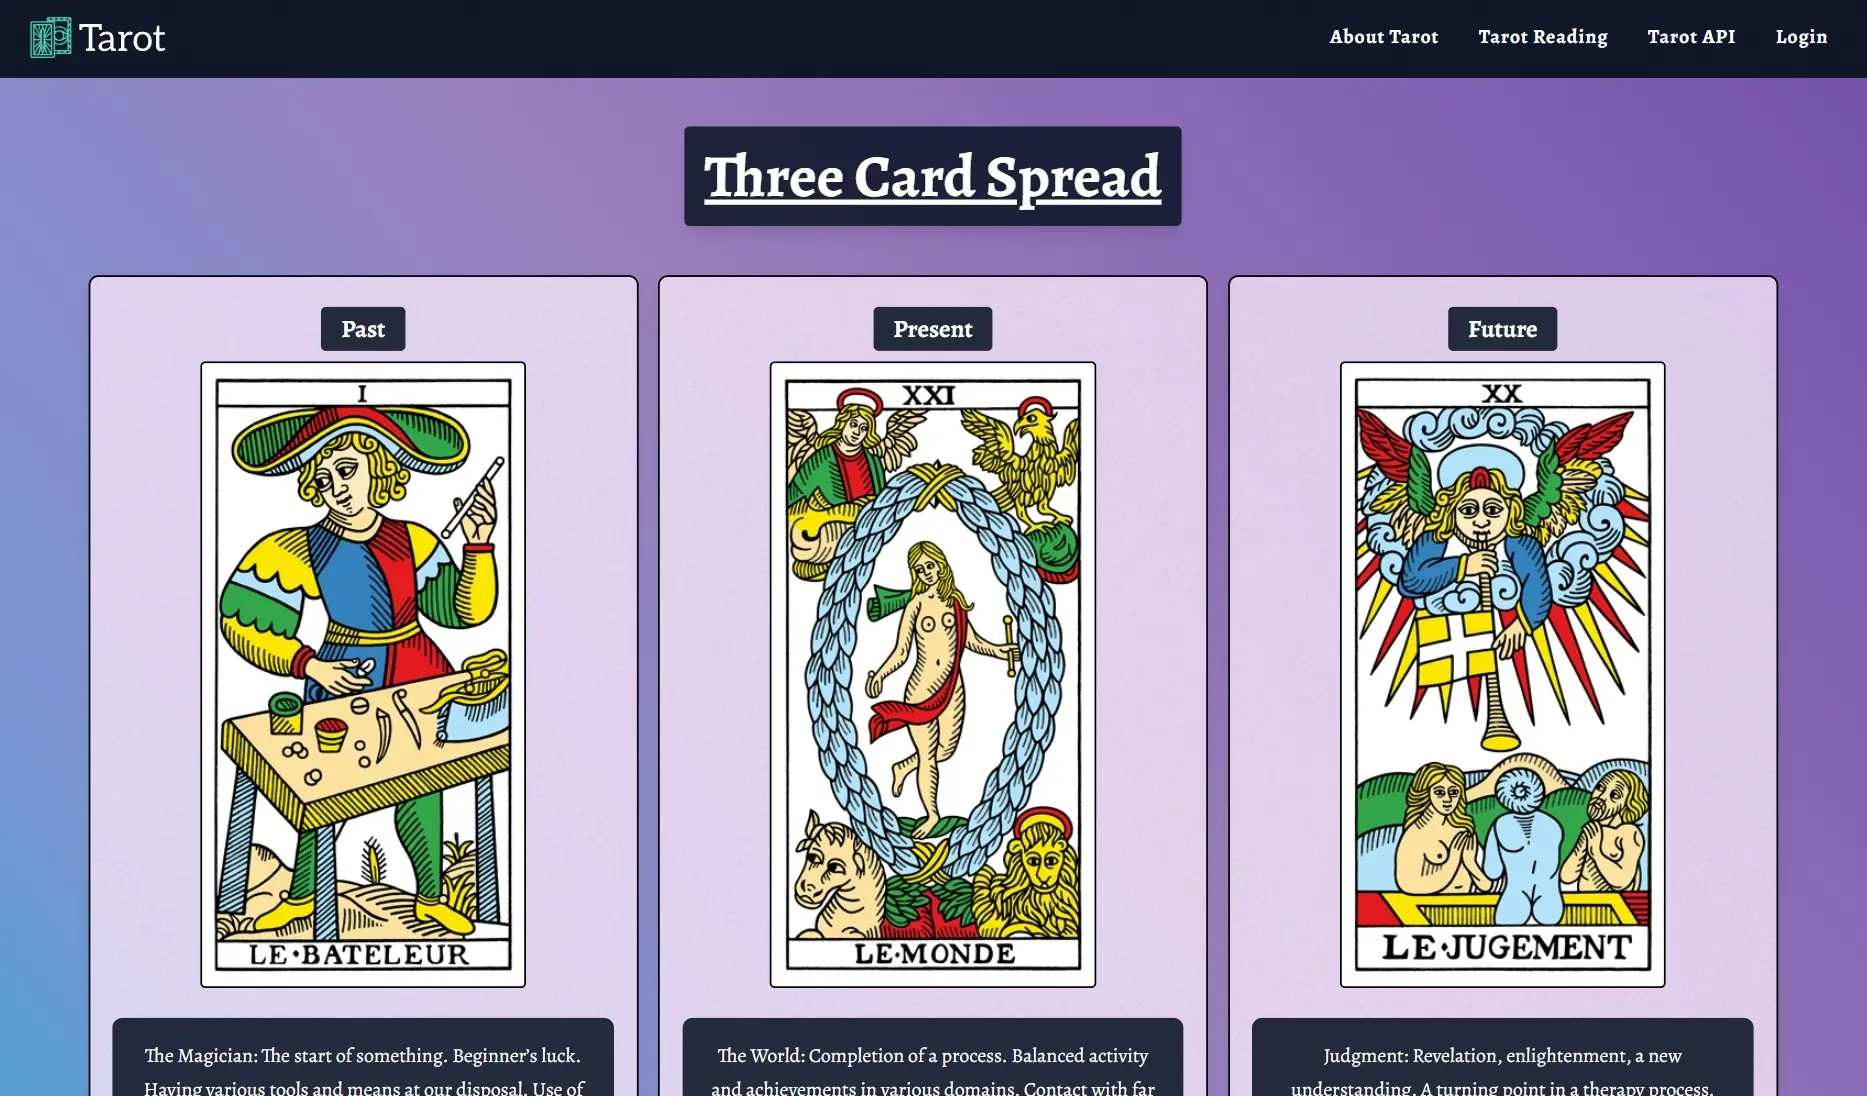 Tarot
About Tarot
Tarot Reading
Tarot API
Login
Three Card Spread
Past
I
LE•BATELEUR
The Magician: The start of something. Beginner’s luck.
Having various tools and means at our disposal. Use of
Present
XXI
LE•MONDE
The World: Completion of a process. Balanced activity
and achievements in various domains. Contact with far
Future
XX
LE•JUGEMENT
Judgment: Revelation, enlightenment, a new
understanding. A turning point in a therapy process.